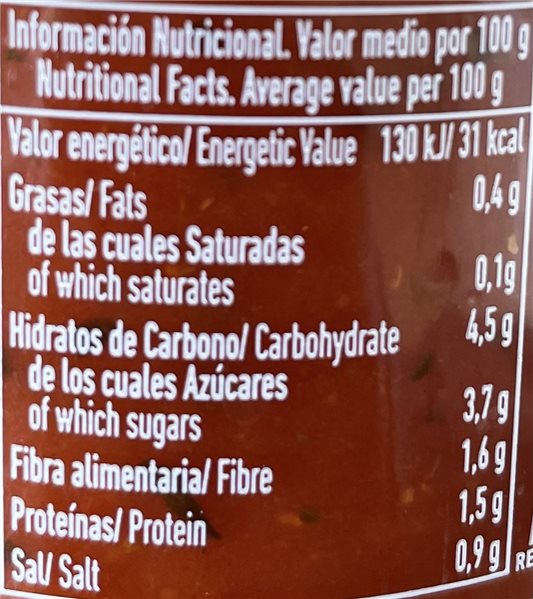 Información Nutricional. Valor medio por 100 g
Nutritional Facts. Average value per 100 g
Valor energético/ Energetic Value 130 kJ/ 31 kcal
Grasas/ Fats 0,4 g
de las cuales Saturadas
of which saturates 0,1g
Hidratos de Carbono/ Carbohydrate 4,5 g
de los cuales Azúcares
of which sugars 3,7 g
Fibra alimentaria/ Fibre 1,6 g
Proteínas/ Protein 1,5 g
Sal/ Salt 0,9 g
RE